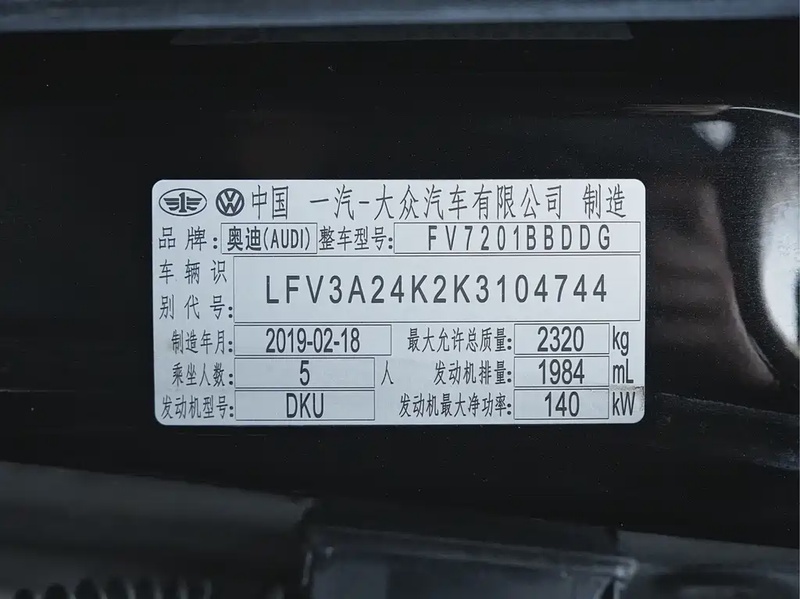 中国 一汽-大众汽车有限公司 制造
品牌: 奥迪(AUDI) 整车型号: FV7201BBDDG
车辆识别代号: LFV3A24K2K3104744
制造年月: 2019-02-18 最大允许总质量: 2320 kg
乘坐人数: 5 人 发动机排量: 1984 mL
发动机型号: DKU 发动机最大净功率: 140 kW